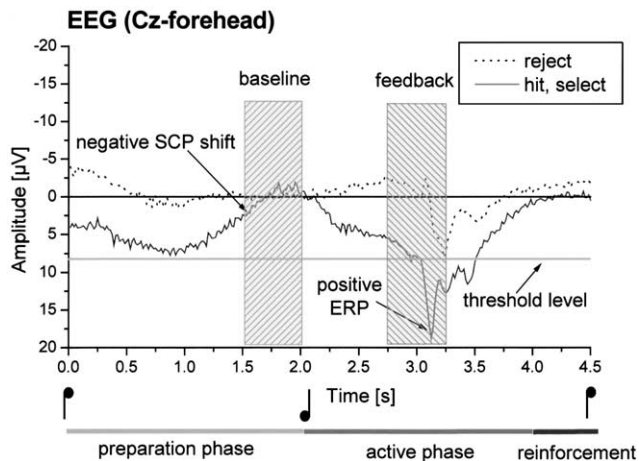 EEG (Cz-forehead)
reject
hit, select
baseline
feedback
negative SCP shift
positive
ERP
threshold level
Amplitude [µV]
-20
-15
-10
-5
0
5
10
15
20
0.0 0.5 1.0 1.5 2.0 2.5 3.0 3.5 4.0 4.5
Time [s]
preparation phase active phase reinforcement